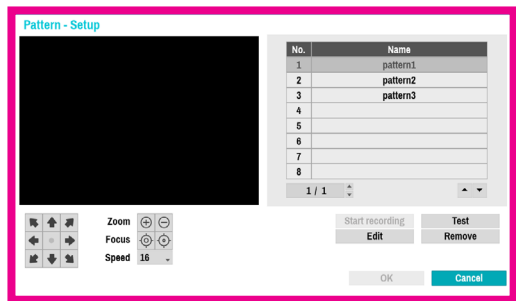 Pattern - Setup
No. Name
1 pattern1
2 pattern2
3 pattern3
4
5
6
7
8
1 / 1
Zoom
Focus
Speed 16
Start recording Test
Edit Remove
OK Cancel